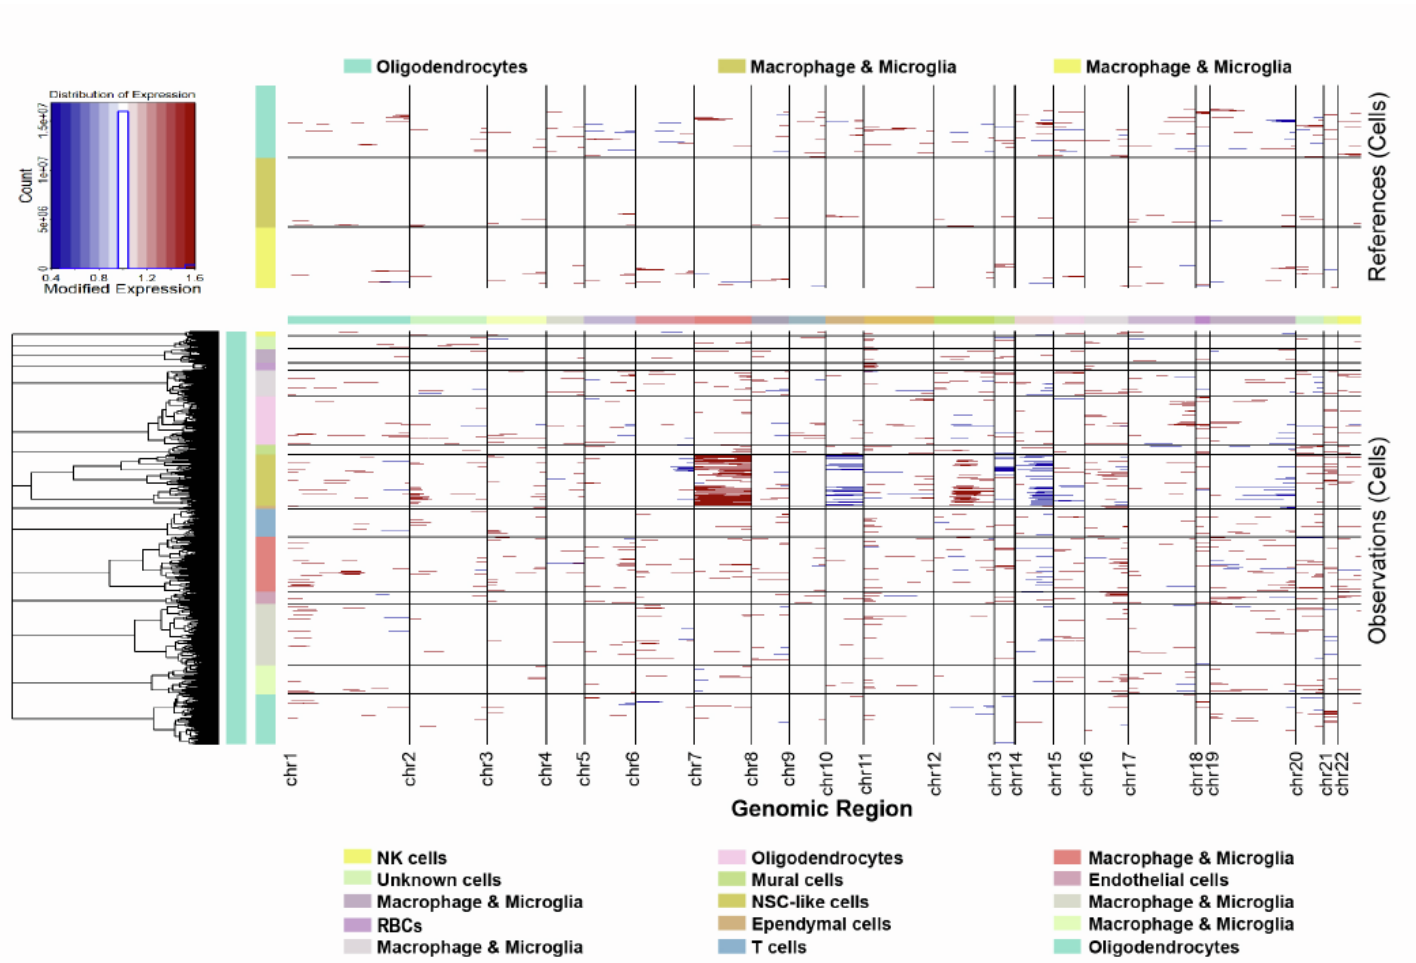 Oligodendrocytes
Macrophage & Microglia
Macrophage & Microglia
Distribution of Expression
Count
0 5e+06 1e+07 1.5e+07
0.4 0.8 1.2 1.6
Modified Expression
References (Cells)
Observations (Cells)
chr1 chr2 chr3 chr4 chr5 chr6 chr7 chr8 chr9 chr10 chr11 chr12 chr13 chr14 chr15 chr16 chr17 chr18 chr19 chr20 chr21 chr22
Genomic Region
NK cells
Unknown cells
Macrophage & Microglia
RBCs
Macrophage & Microglia
Oligodendrocytes
Mural cells
NSC-like cells
Ependymal cells
T cells
Macrophage & Microglia
Endothelial cells
Macrophage & Microglia
Macrophage & Microglia
Oligodendrocytes